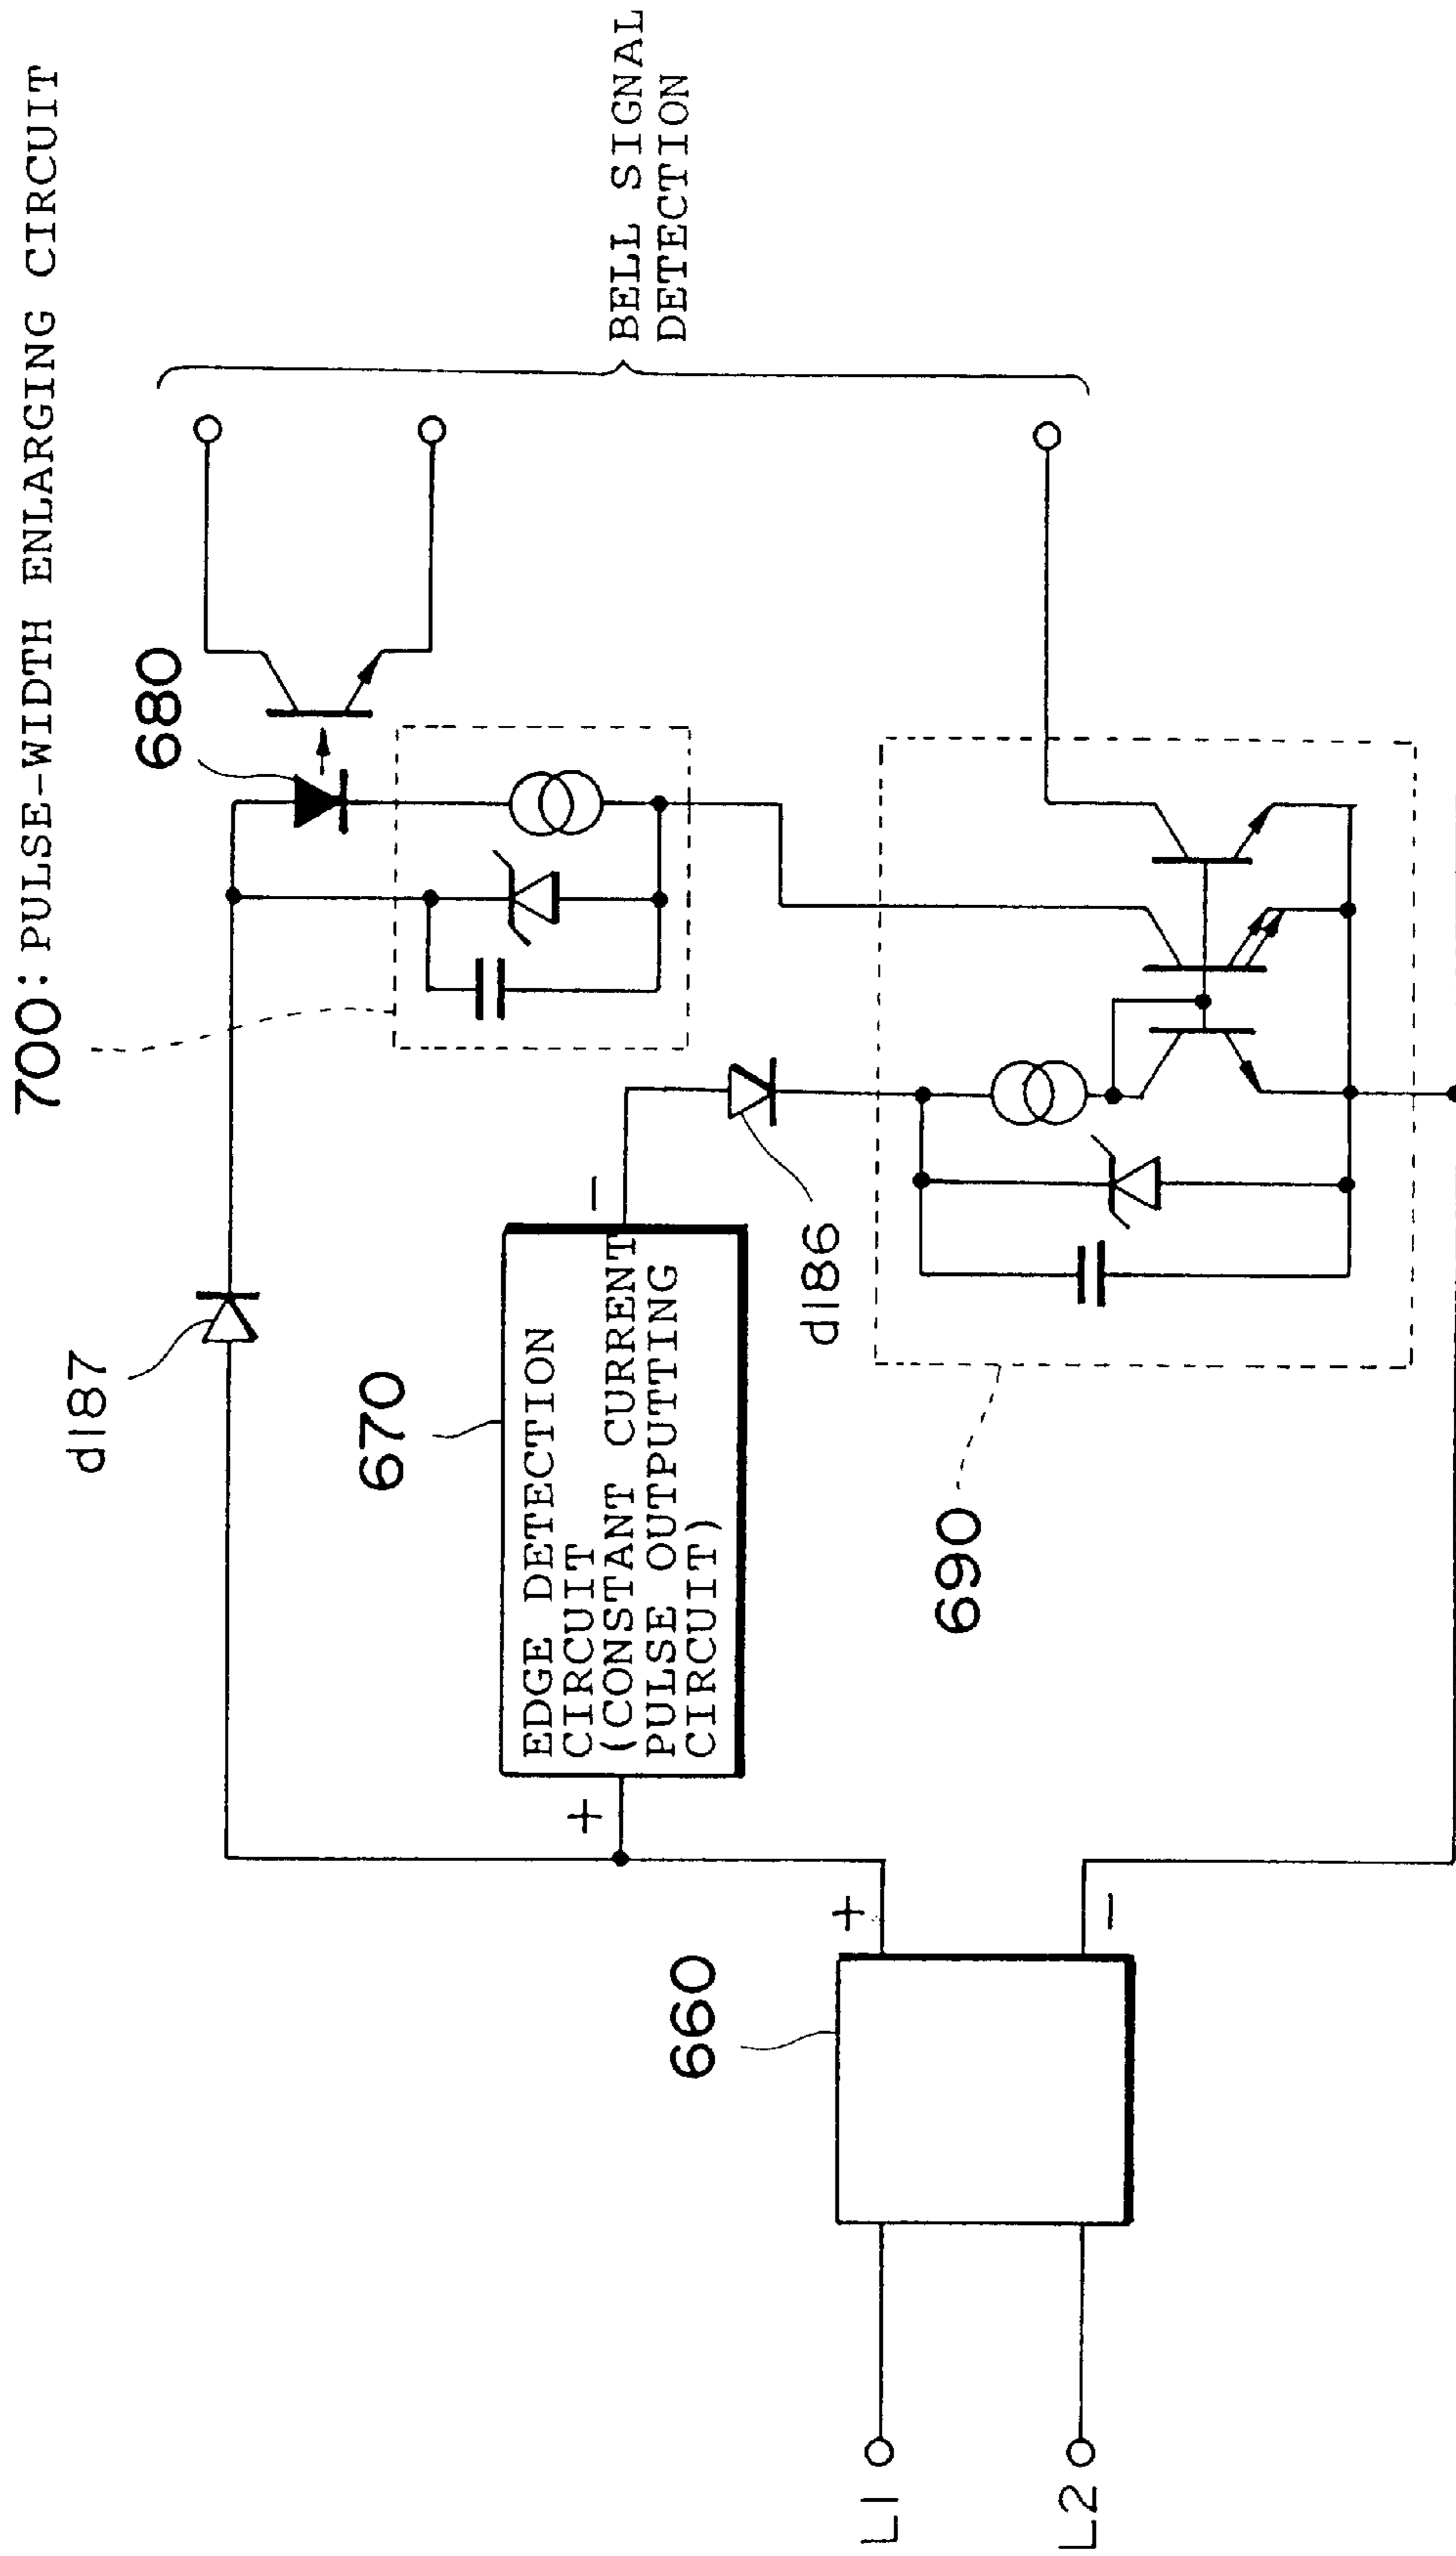 700: PULSE-WIDTH ENLARGING CIRCUIT
d187
680
670
EDGE DETECTION
CIRCUIT
(CONSTANT CURRENT
PULSE OUTPUTTING
CIRCUIT)
+
−
BELL SIGNAL
DETECTION
d186
660
+
−
690
L1
L2